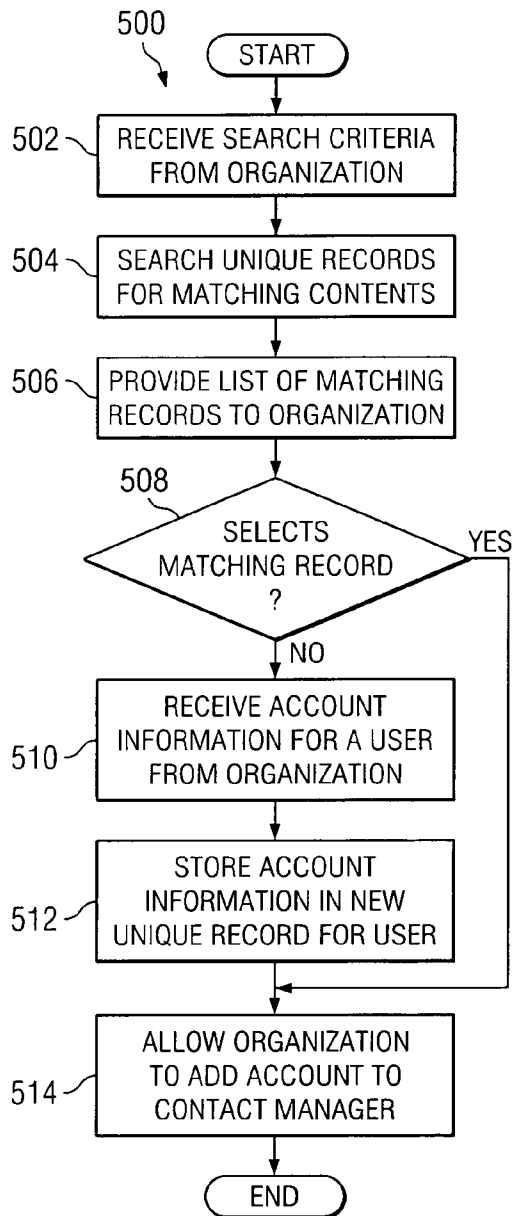 500
START
502
RECEIVE SEARCH CRITERIA
FROM ORGANIZATION
504
SEARCH UNIQUE RECORDS
FOR MATCHING CONTENTS
506
PROVIDE LIST OF MATCHING
RECORDS TO ORGANIZATION
508
SELECTS
MATCHING RECORD
?
YES
NO
510
RECEIVE ACCOUNT
INFORMATION FOR A USER
FROM ORGANIZATION
512
STORE ACCOUNT
INFORMATION IN NEW
UNIQUE RECORD FOR USER
514
ALLOW ORGANIZATION
TO ADD ACCOUNT TO
CONTACT MANAGER
END